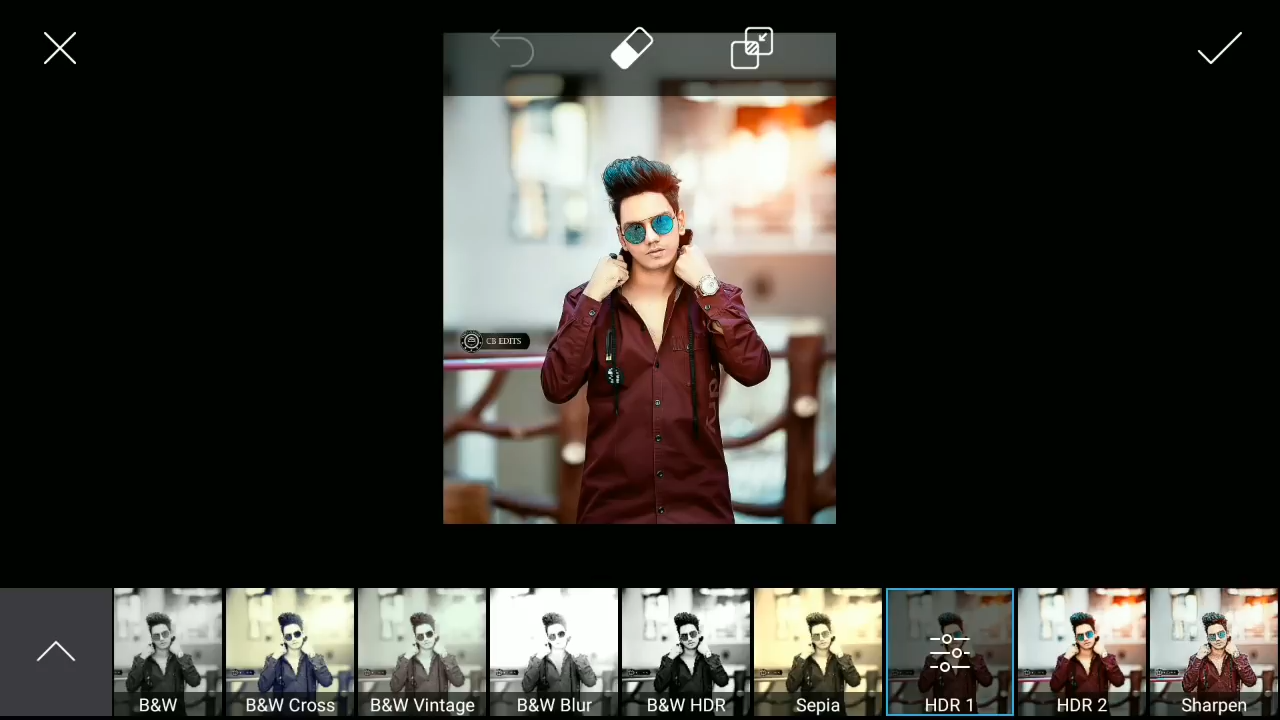 CB EDITS
B&W
B&W Cross
B&W Vintage
B&W Blur
B&W HDR
Sepia
HDR 1
HDR 2
Sharpen